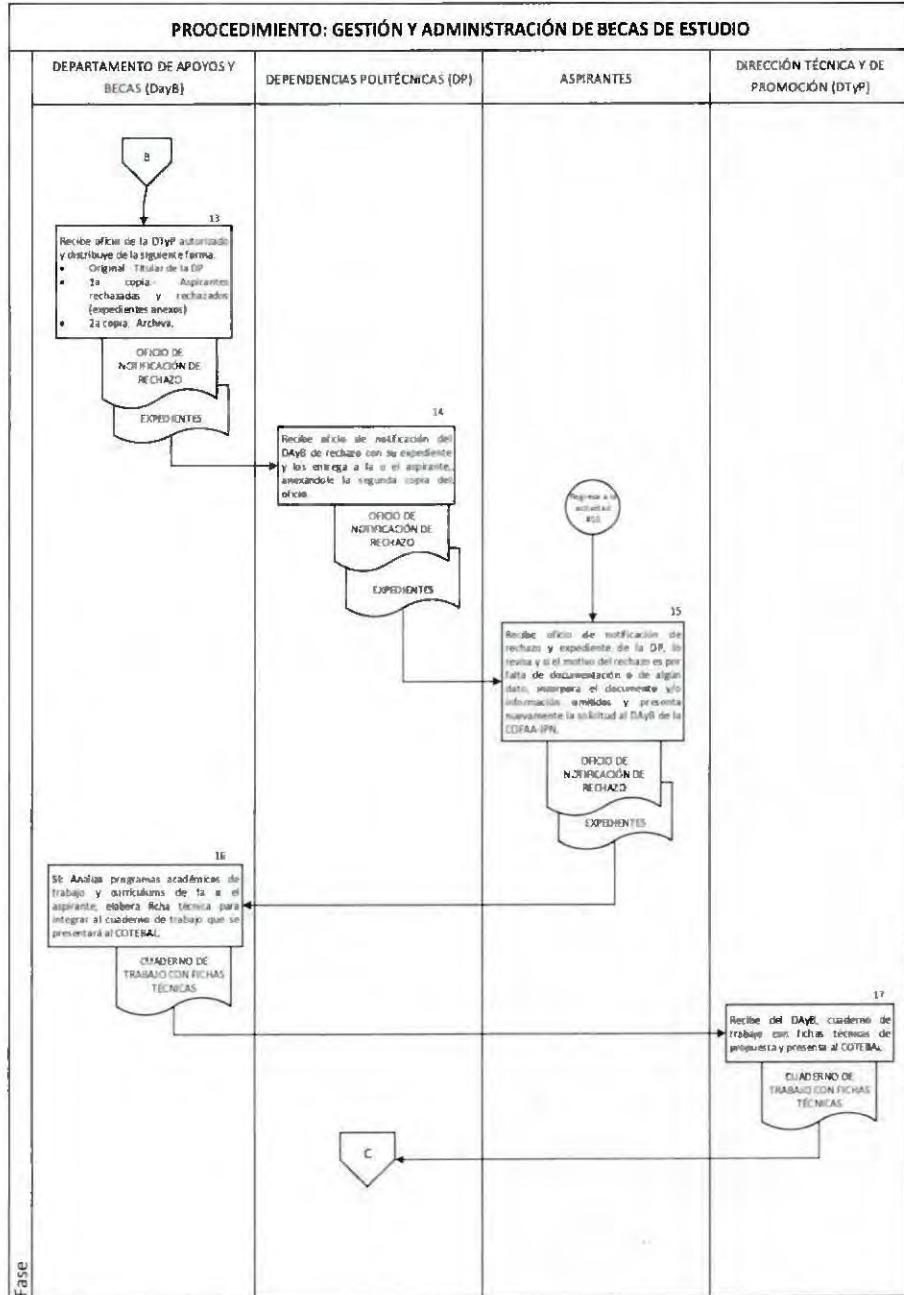 PROOCEDIMIENTO: GESTIÓN Y ADMINISTRACIÓN DE BECAS DE ESTUDIO
DEPARTAMENTO DE APOYOS Y
BECAS (DayB)
DEPENDENCIAS POLITÉCNICAS (DP)
ASPIRANTES
DIRECCIÓN TÉCNICA Y DE
PROMOCIÓN (DTyP)
B
13
Recibe oficio de la DTyP autorizado
y distribuye de la siguiente forma:
• Original Titular de la DP
• 1a copia.- Aspirantes
rechazadas y rechazados
(expedientes anexos)
• 2a copia. Archivo.
OFICIO DE
NOTIFICACIÓN DE
RECHAZO
EXPEDIENTES
14
Recibe oficio de notificación del
DAyB de rechazo con su expediente
y los entrega a la o el aspirante,
anexándole la segunda copia del
oficio.
OFICIO DE
NOTIFICACIÓN DE
RECHAZO
EXPEDIENTES
Regresa a la
actividad
15
Recibe oficio de notificación de
rechazo y expediente de la DP, lo
revisa y si el motivo del rechazo es por
falta de documentación o de algún
dato, incorpora el documento y/o
información omitidos y presenta
nuevamente la solicitud al DAyB de la
COFAA-IPN.
OFICIO DE
NOTIFICACIÓN DE
RECHAZO
EXPEDIENTES
16
SI: Analiza programas académicos de
trabajo y curriculums de la o el
aspirante, elabora ficha técnica para
integrar al cuaderno de trabajo que se
presentará al COTEBAL.
CUADERNO DE
TRABAJO CON FICHAS
TÉCNICAS
17
Recibe del DAyB, cuaderno de
trabajo con fichas técnicas de
propuesta y presenta al COTEBAL.
CUADERNO DE
TRABAJO CON FICHAS
TÉCNICAS
C
Fase